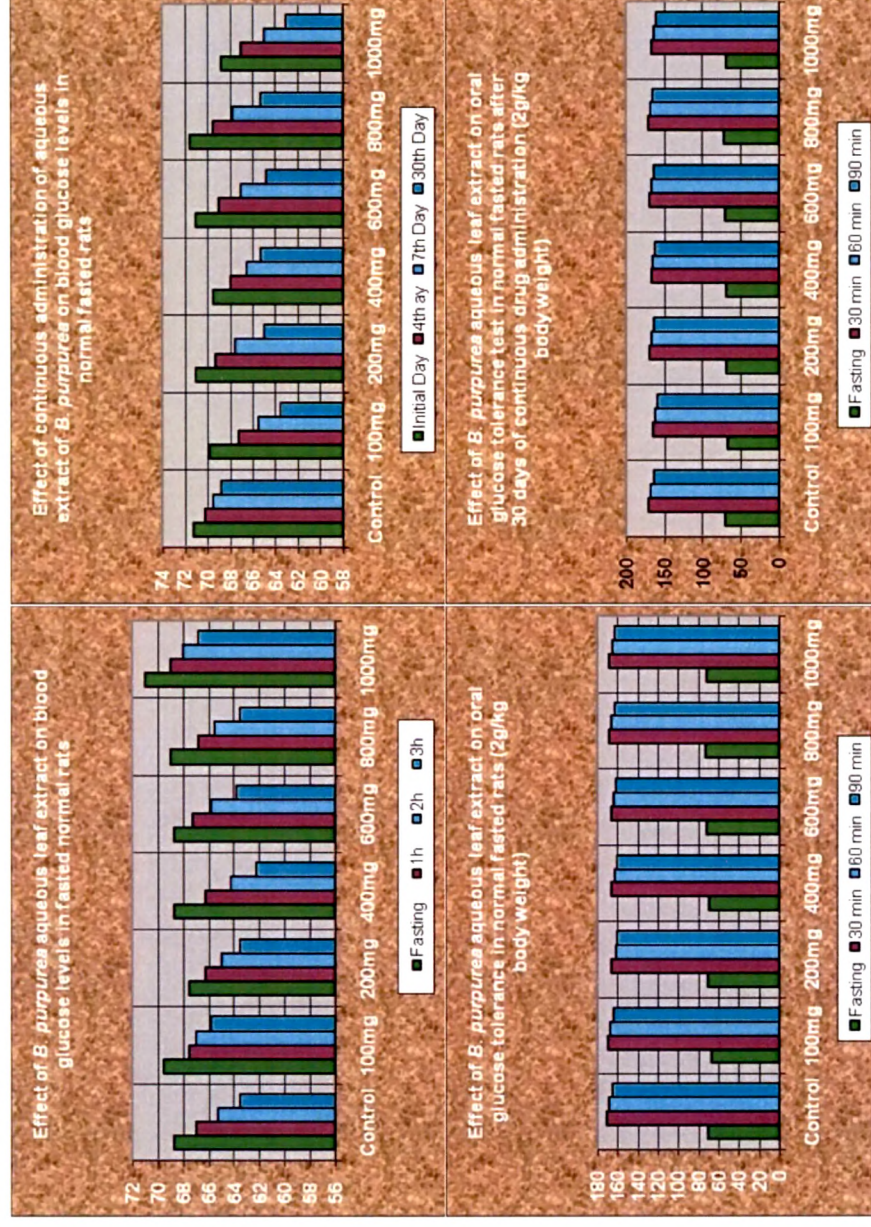 Effect of B. purpurea aqueous leaf extract on blood
glucose levels in fasted normal rats
72
70
68
66
64
62
60
58
56
Control 100mg 200mg 400mg 600mg 800mg 1000mg
Fasting 1h 2h 3h
Effect of continuous administration of aqueous
extract of B. purpurea on blood glucose levels in
normal fasted rats
74
72
70
68
66
64
62
60
58
Control 100mg 200mg 400mg 600mg 800mg 1000mg
Initial Day 4th ay 7th Day 30th Day
Effect of B. purpurea aqueous leaf extract on oral
glucose tolerance in normal fasted rats (2g/kg
body weight)
180
160
140
120
100
80
60
40
20
0
Control 100mg 200mg 400mg 600mg 800mg 1000mg
Fasting 30 min 60 min 90 min
Effect of B. purpurea aqueous leaf extract on oral
glucose tolerance test in normal fasted rats after
30 days of continuous drug administration (2g/kg
body weight)
200
150
100
50
0
Control 100mg 200mg 400mg 600mg 800mg 1000mg
Fasting 30 min 60 min 90 min